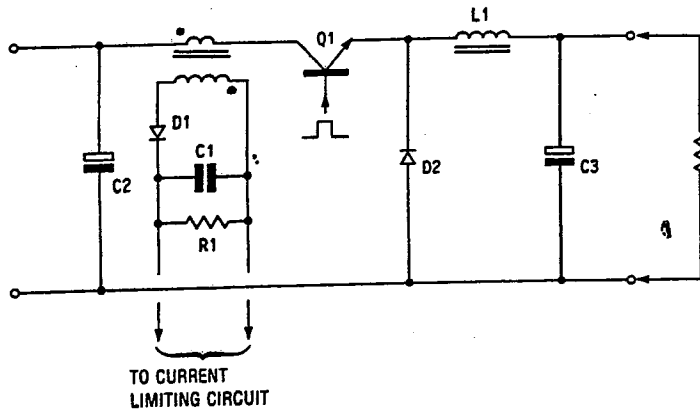 L1
Q1
D1
C1
C2
D2
C3
R1
TO CURRENT
LIMITING CIRCUIT